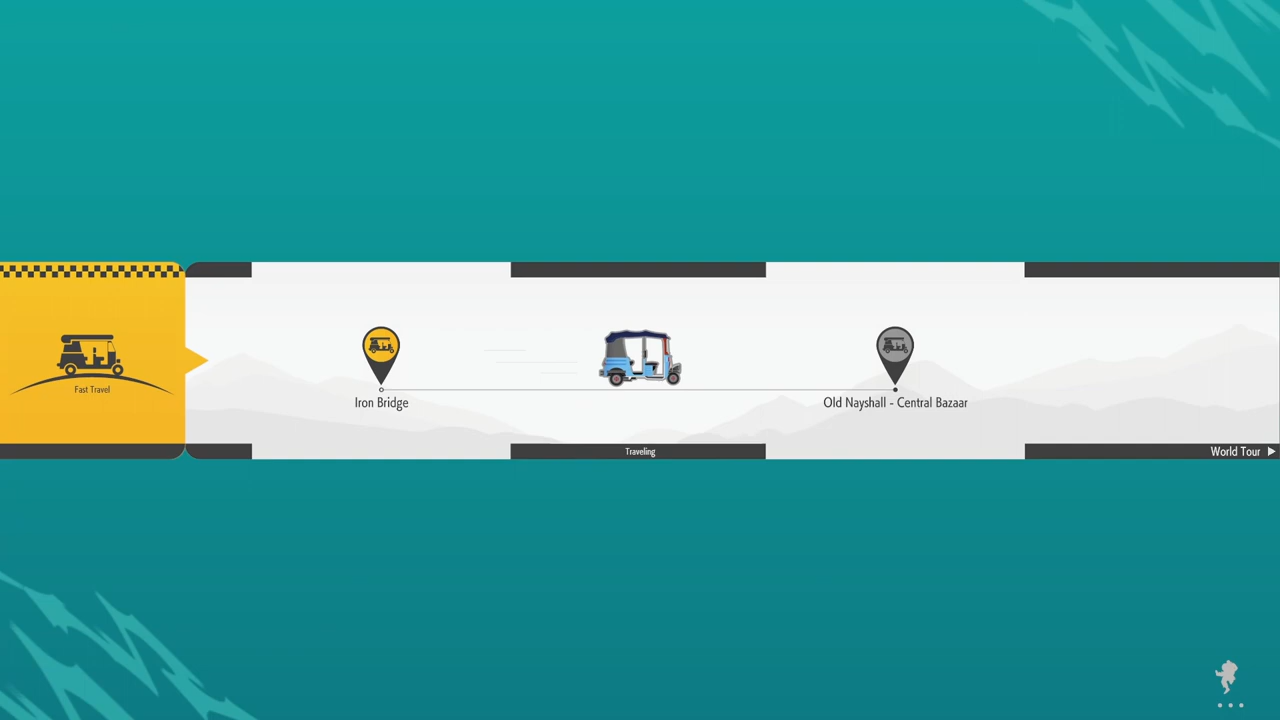 Fast Travel
Iron Bridge
Old Nayshall - Central Bazaar
Traveling
World Tour